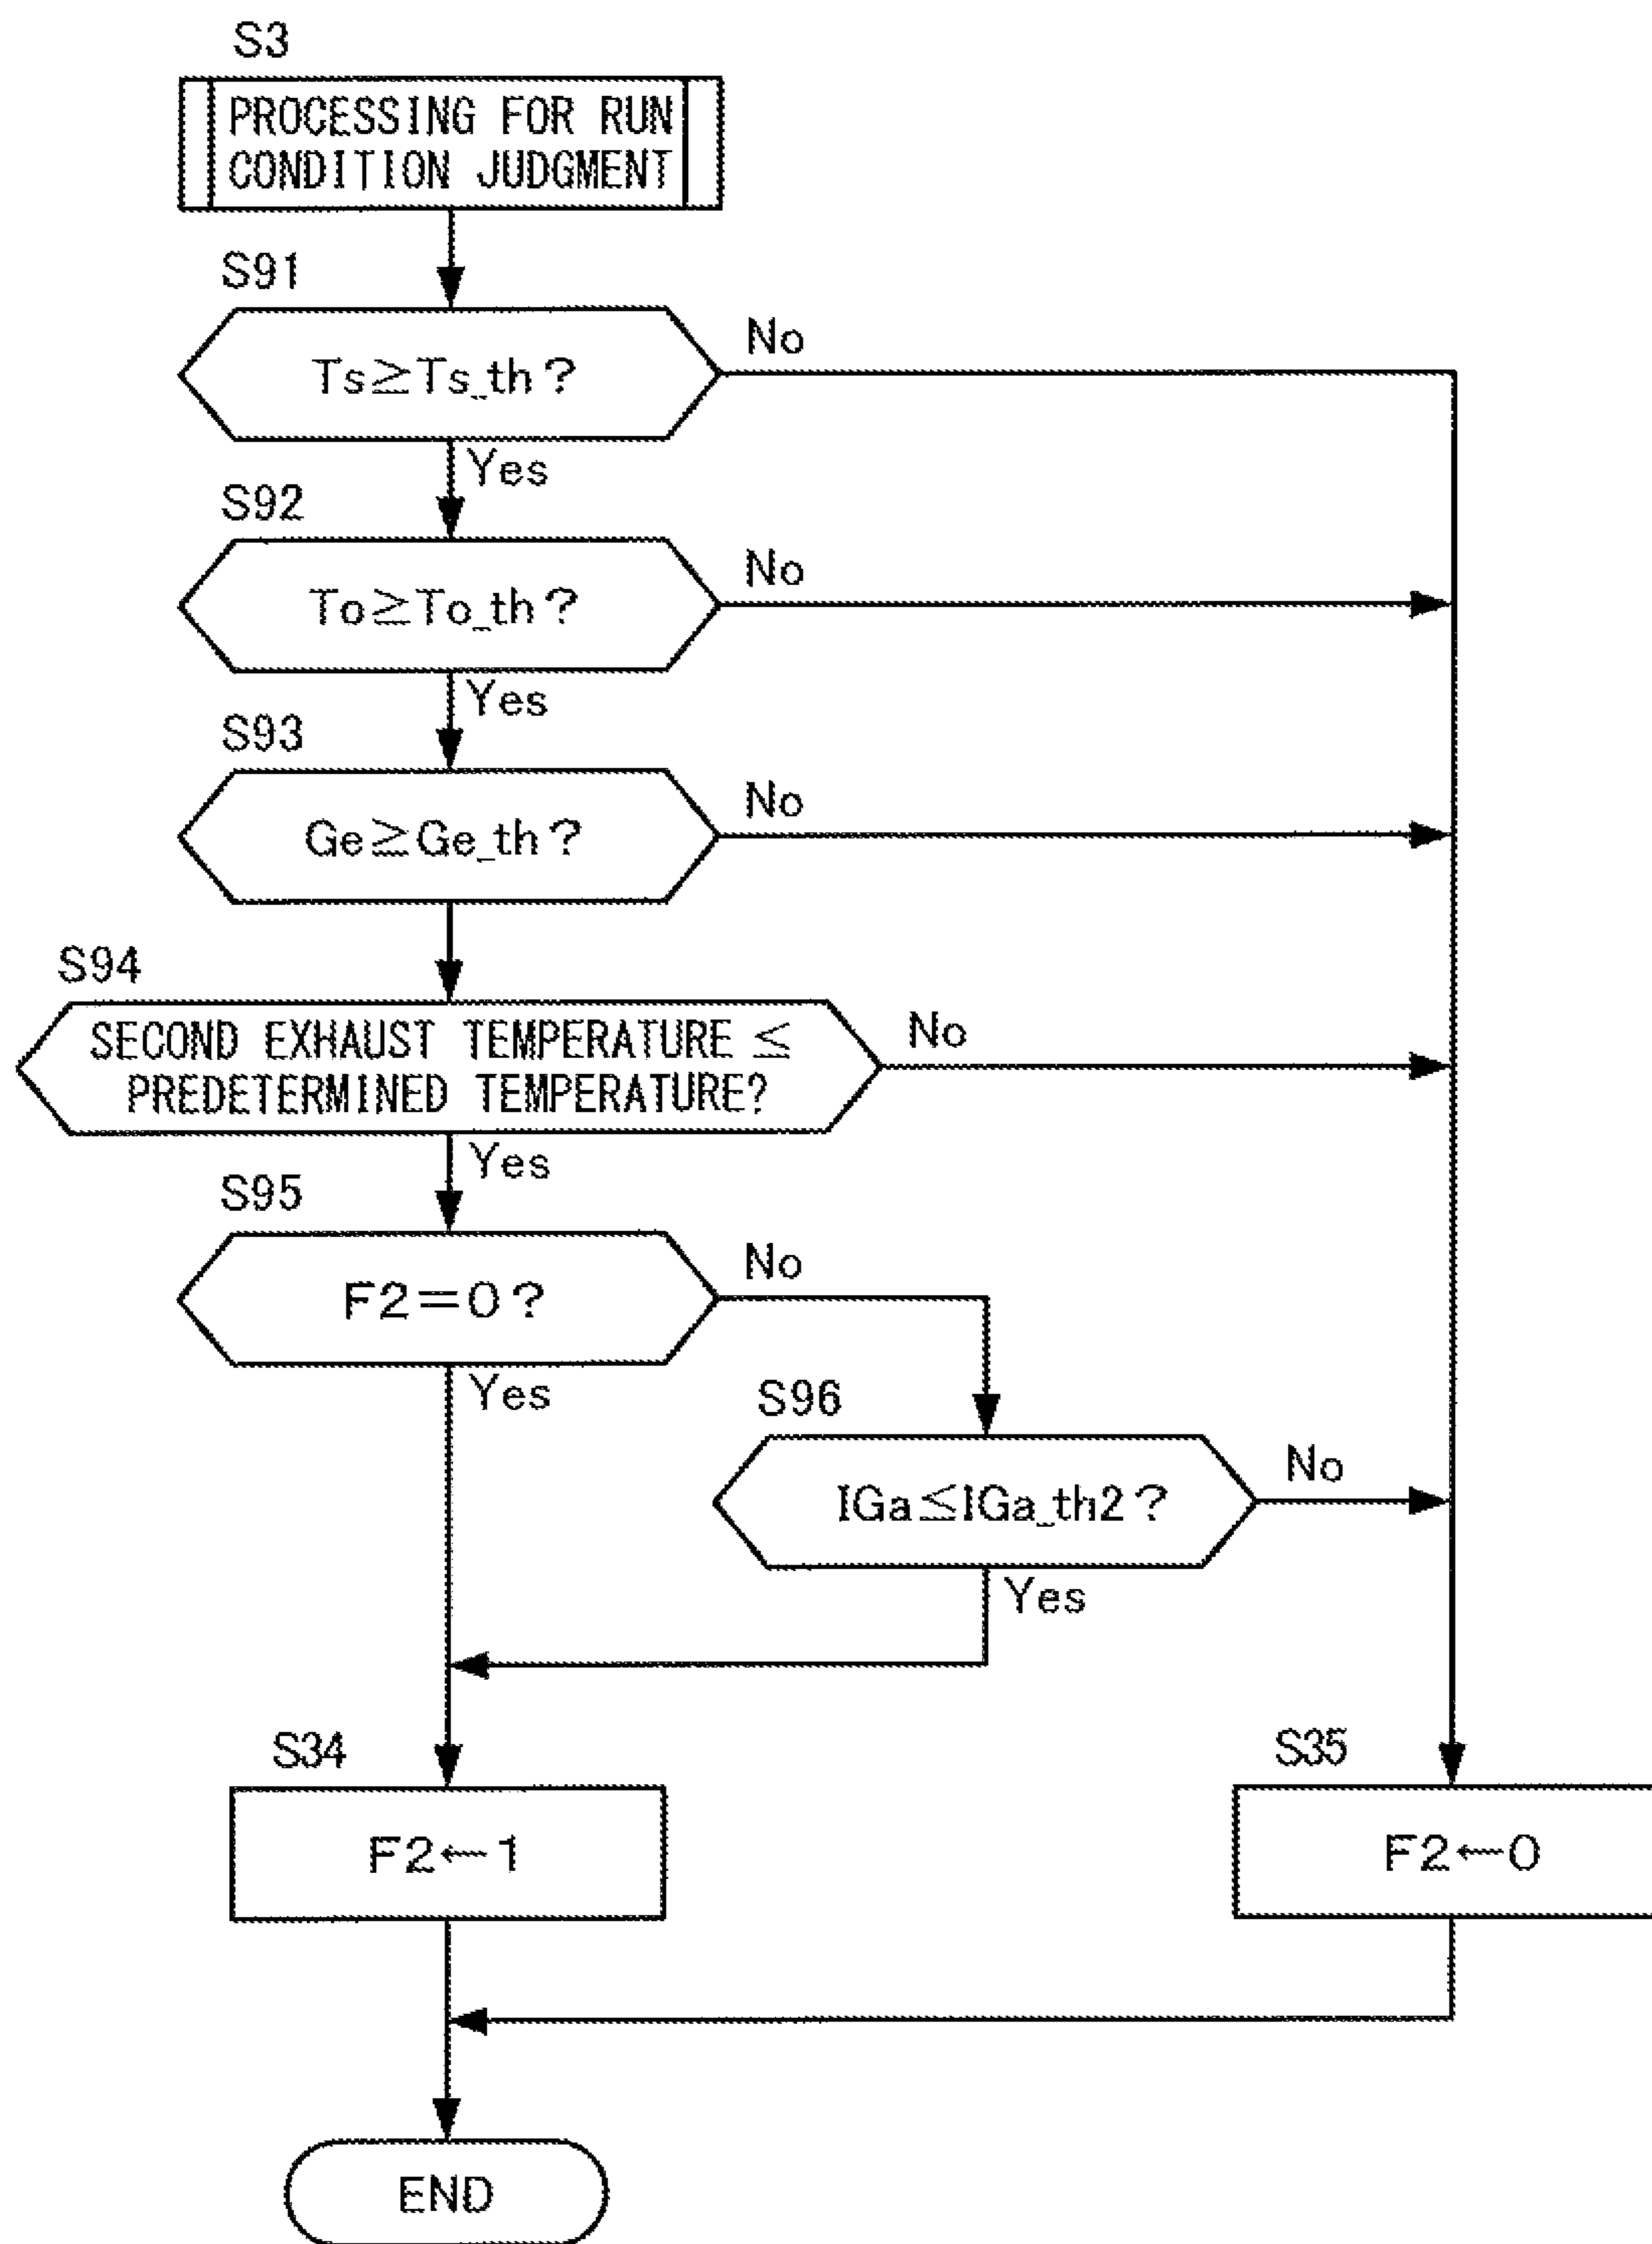 S3
PROCESSING FOR RUN
CONDITION JUDGMENT
S91
Ts≧Ts_th?
No
Yes
S92
To≧To_th?
No
Yes
S93
Ge≧Ge_th?
No
S94
SECOND EXHAUST TEMPERATURE ≦
PREDETERMINED TEMPERATURE?
No
Yes
S95
F2=0?
No
Yes
S96
IGa≦IGa_th2?
No
Yes
S34
F2←1
S35
F2←0
END